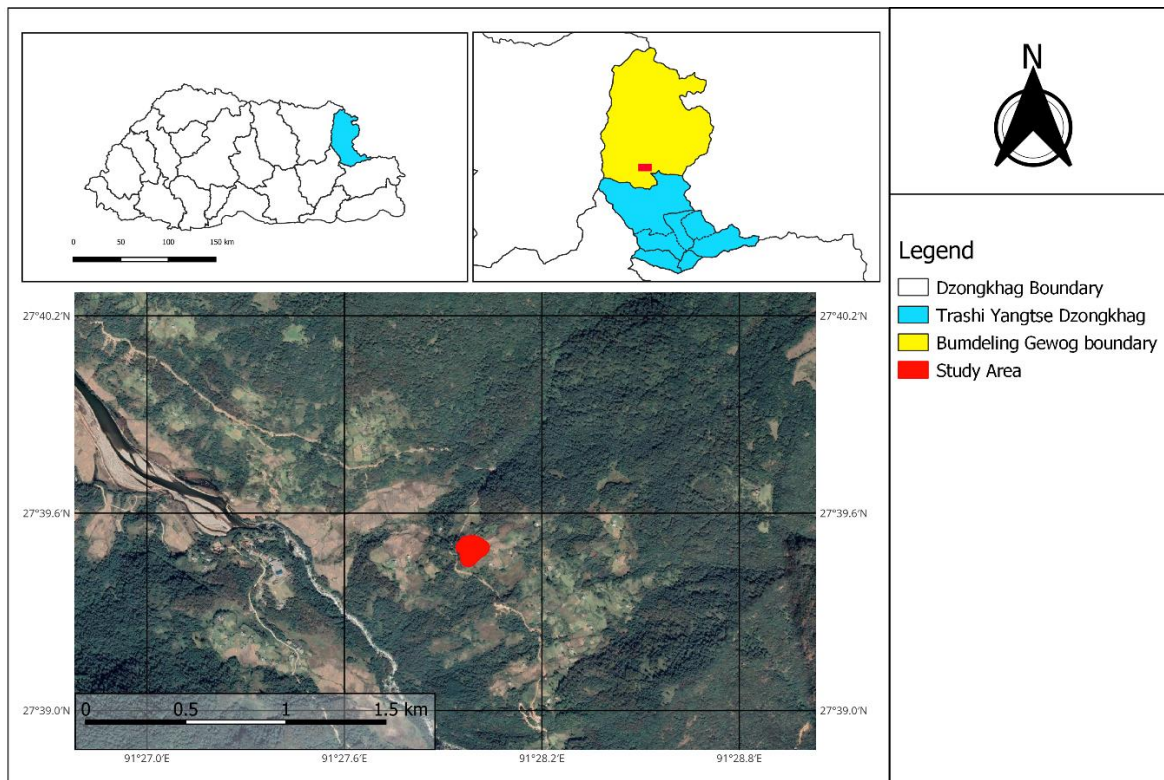 0 50 100 150 km
N
Legend
Dzongkhag Boundary
Trashi Yangtse Dzongkhag
Bumdeling Gewog boundary
Study Area
27°40.2'N 27°40.2'N
27°39.6'N 27°39.6'N
27°39.0'N 27°39.0'N
0 0.5 1 1.5 km
91°27.0'E 91°27.6'E 91°28.2'E 91°28.8'E